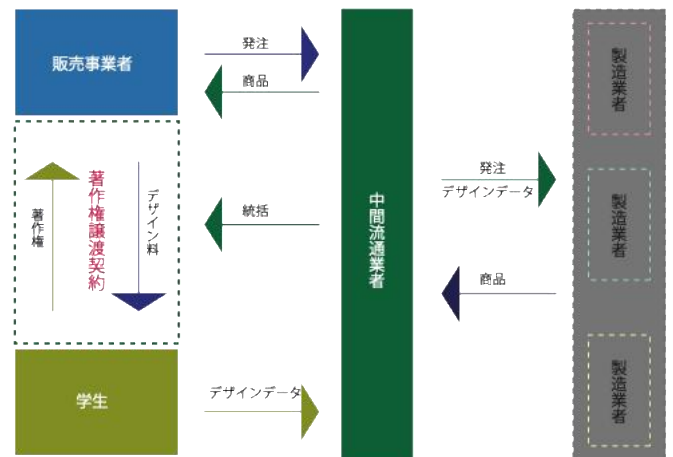 販売事業者
発注
商品
著作権
著作権譲渡契約
デザイン料
統括
学生
デザインデータ
中間流通業者
発注
デザインデータ
商品
製造業者
製造業者
製造業者